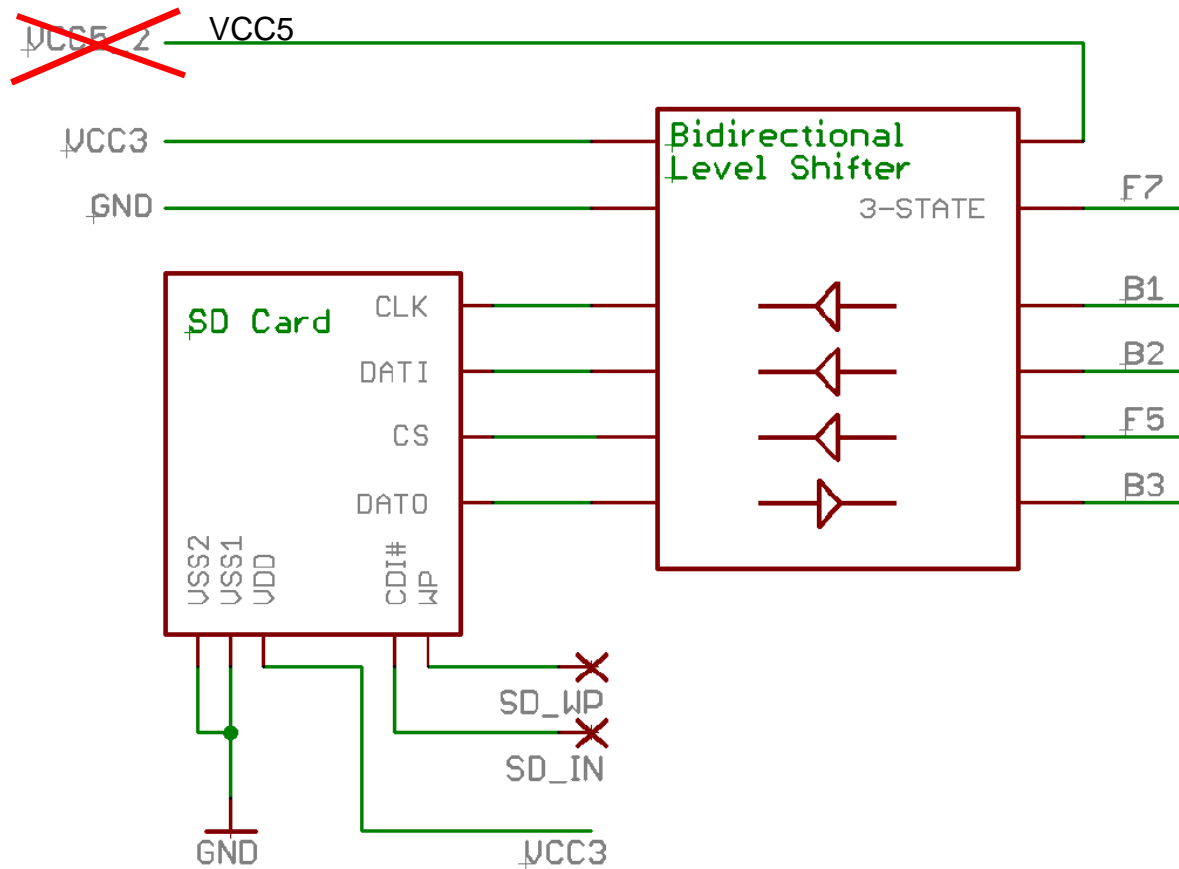 VCC5_2
VCC5
VCC3
GND
Bidirectional
Level Shifter
3-STATE
F7
B1
B2
F5
B3
SD Card
CLK
DATI
CS
DATO
VSS2
VSS1
VDD
CDI#
WP
SD_WP
SD_IN
GND
VCC3